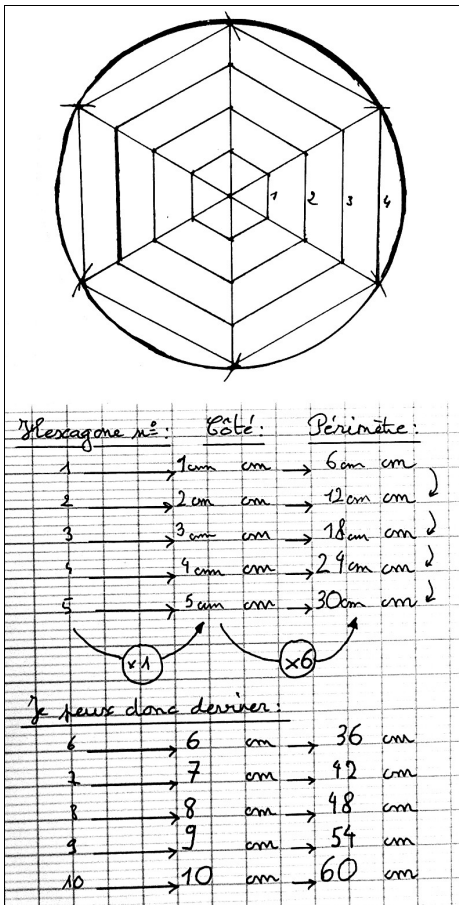 1 2 3 4
Hexagone n°: Côté: Périmètre:
1 → 1cm cm → 6cm cm
2 → 2cm cm → 12cm cm
3 → 3cm cm → 18cm cm
4 → 4cm cm → 24cm cm
5 → 5cm cm → 30cm cm
×1 ×6
Je peux donc deviner:
6 → 6 cm → 36 cm
7 → 7 cm → 42 cm
8 → 8 cm → 48 cm
9 → 9 cm → 54 cm
10 → 10 cm → 60 cm